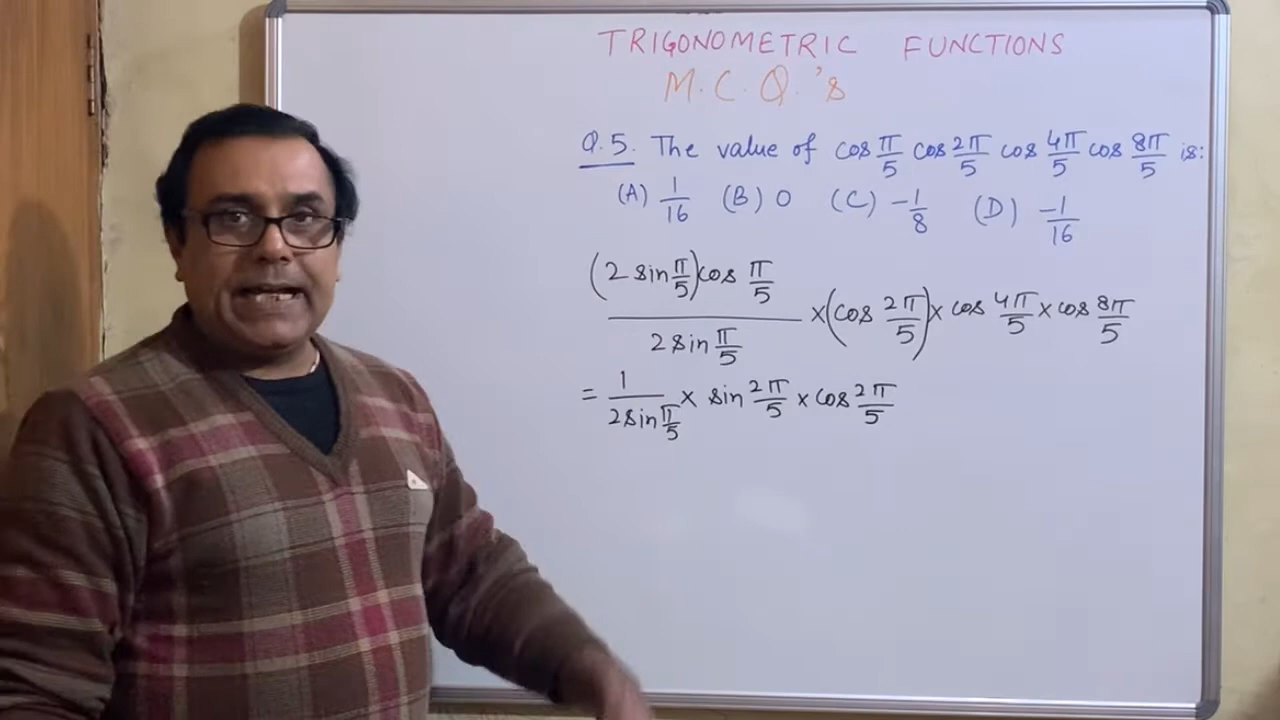 TRIGONOMETRIC FUNCTIONS
M.C.Q.'s
Q.5. The value of cos π/5 cos 2π/5 cos 4π/5 cos 8π/5 is:
(A) 1/16 (B) 0 (C) -1/8 (D) -1/16
(2 sin π/5) cos π/5 / 2 sin π/5 × (cos 2π/5) × cos 4π/5 × cos 8π/5
= 1/2 sin π/5 × sin 2π/5 × cos 2π/5